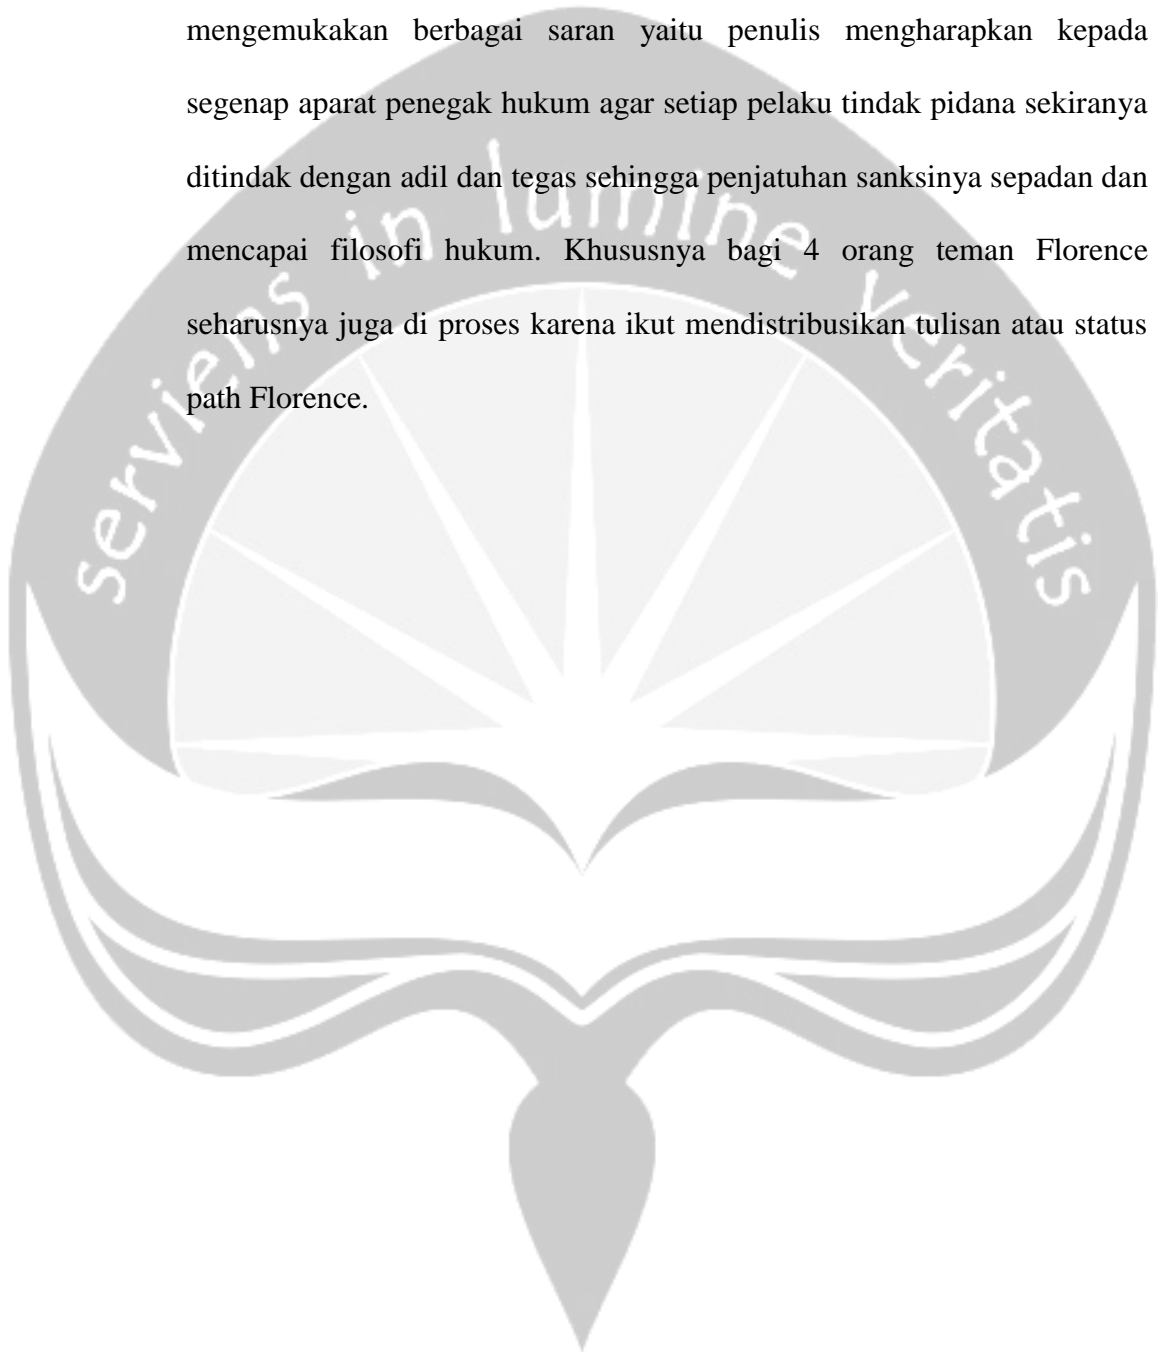 mengemukakan berbagai saran yaitu penulis mengharapkan kepada
segenap aparat penegak hukum agar setiap pelaku tindak pidana sekiranya
ditindak dengan adil dan tegas sehingga penjatuhan sanksinya sepadan dan
mencapai filosofi hukum. Khususnya bagi 4 orang teman Florence
seharusnya juga di proses karena ikut mendistribusikan tulisan atau status
path Florence.
serviens in lumine veritatis